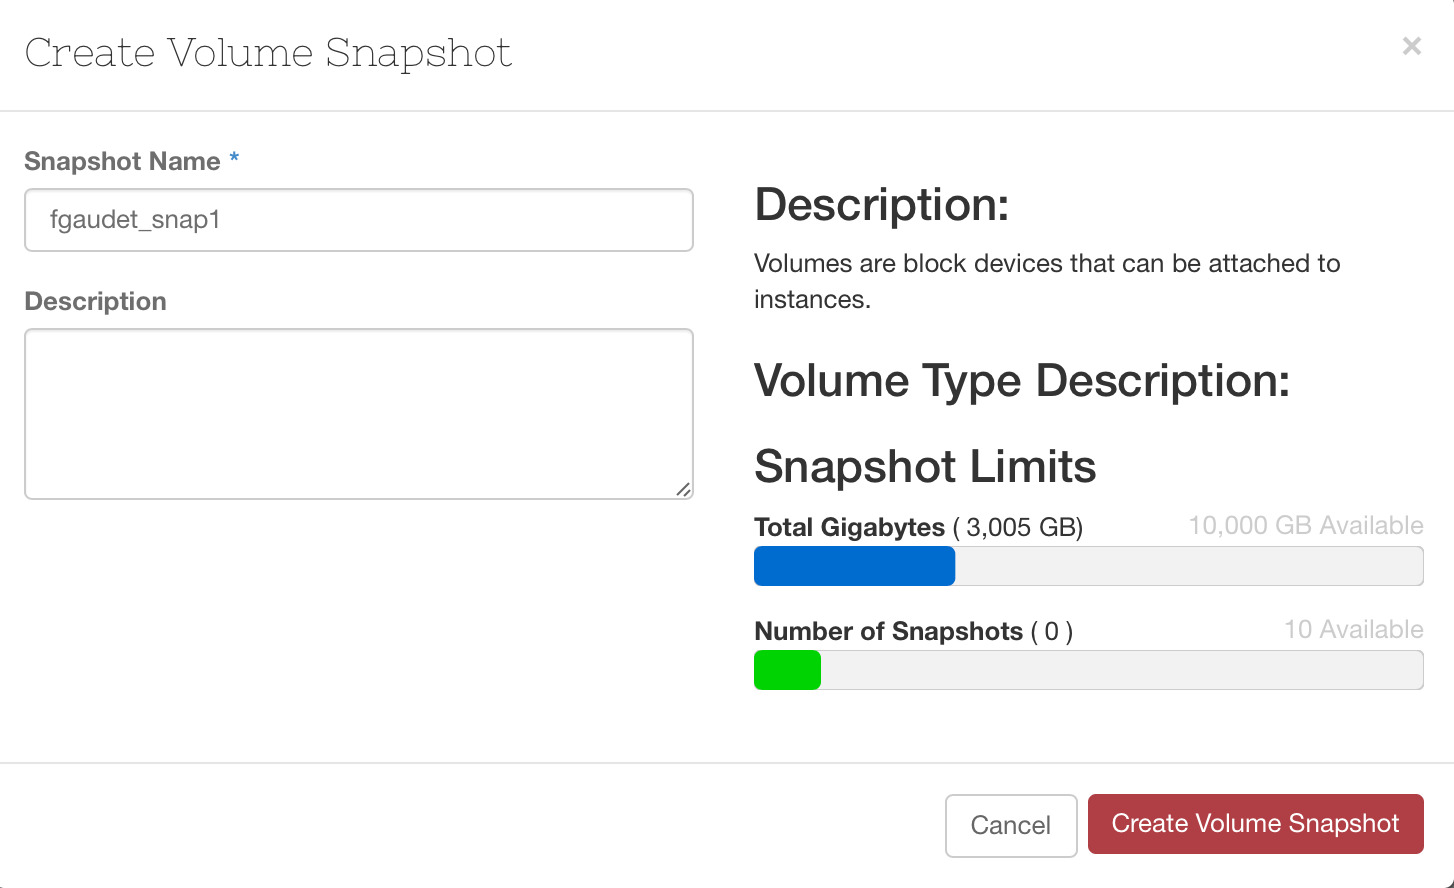 Create Volume Snapshot
×
Snapshot Name *
fgaudet_snap1
Description
Description:
Volumes are block devices that can be attached to
instances.
Volume Type Description:
Snapshot Limits
Total Gigabytes ( 3,005 GB) 10,000 GB Available
Number of Snapshots ( 0 ) 10 Available
Cancel Create Volume Snapshot